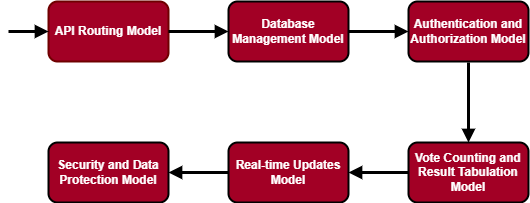 API Routing Model
Database
Management Model
Authentication and
Authorization Model
Vote Counting and
Result Tabulation
Model
Real-time Updates
Model
Security and Data
Protection Model